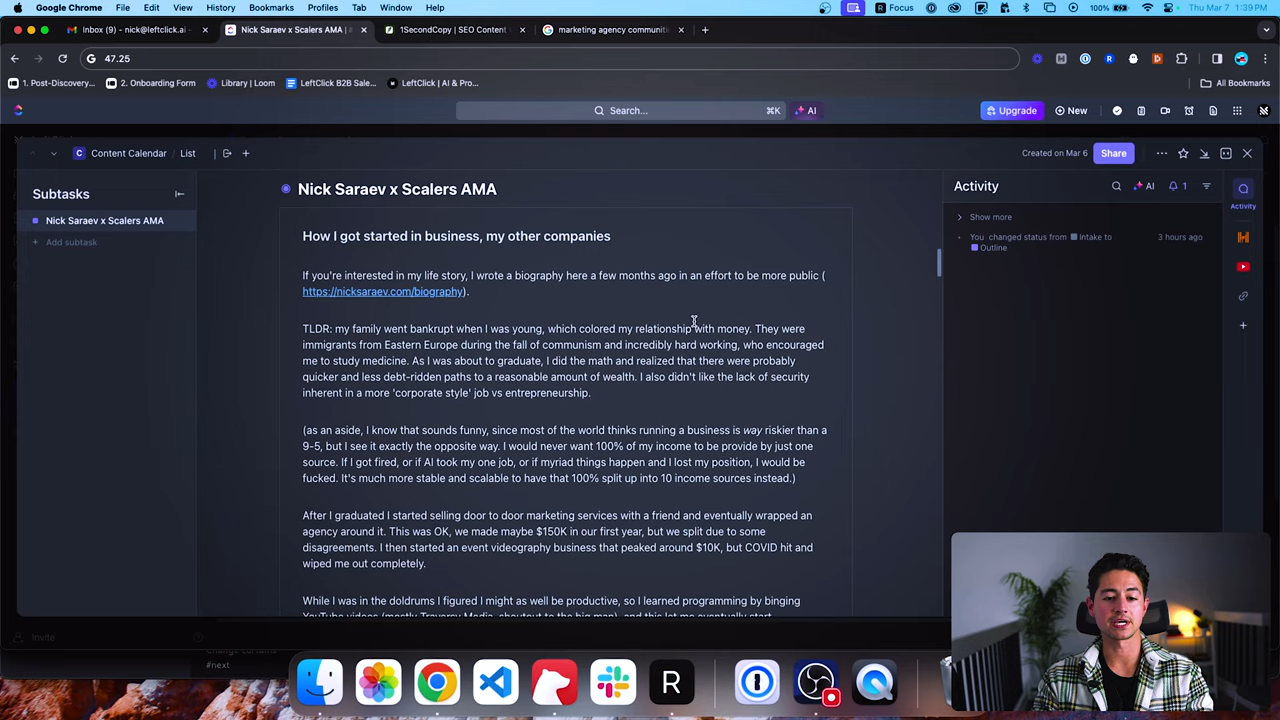 Google Chrome File Edit View History Bookmarks Profiles Tab Window Help Focus 100% Thu Mar 7 1:39 PM
Inbox (9) - nick@leftclick.ai - Nick Saraev x Scalers AMA | 1SecondCopy | SEO Content marketing agency communiti
47.25
1. Post-Discovery... 2. Onboarding Form Library | Loom LeftClick B2B Sale... LeftClick | AI & Pro... All Bookmarks
Search... ⌘K AI Upgrade New
Content Calendar List Created on Mar 6 Share
Subtasks
Nick Saraev x Scalers AMA
Add subtask
Nick Saraev x Scalers AMA
How I got started in business, my other companies
If you're interested in my life story, I wrote a biography here a few months ago in an effort to be more public (
https://nicksaraev.com/biography).
TLDR: my family went bankrupt when I was young, which colored my relationship with money. They were
immigrants from Eastern Europe during the fall of communism and incredibly hard working, who encouraged
me to study medicine. As I was about to graduate, I did the math and realized that there were probably
quicker and less debt-ridden paths to a reasonable amount of wealth. I also didn't like the lack of security
inherent in a more 'corporate style' job vs entrepreneurship.
(as an aside, I know that sounds funny, since most of the world thinks running a business is way riskier than a
9-5, but I see it exactly the opposite way. I would never want 100% of my income to be provide by just one
source. If I got fired, or if AI took my one job, or if myriad things happen and I lost my position, I would be
fucked. It's much more stable and scalable to have that 100% split up into 10 income sources instead.)
After I graduated I started selling door to door marketing services with a friend and eventually wrapped an
agency around it. This was OK, we made maybe $150K in our first year, but we split due to some
disagreements. I then started an event videography business that peaked around $10K, but COVID hit and
wiped me out completely.
While I was in the doldrums I figured I might as well be productive, so I learned programming by binging
Activity
AI 1
Show more
You changed status from Intake to
Outline
3 hours ago
Activity
Invite
#next